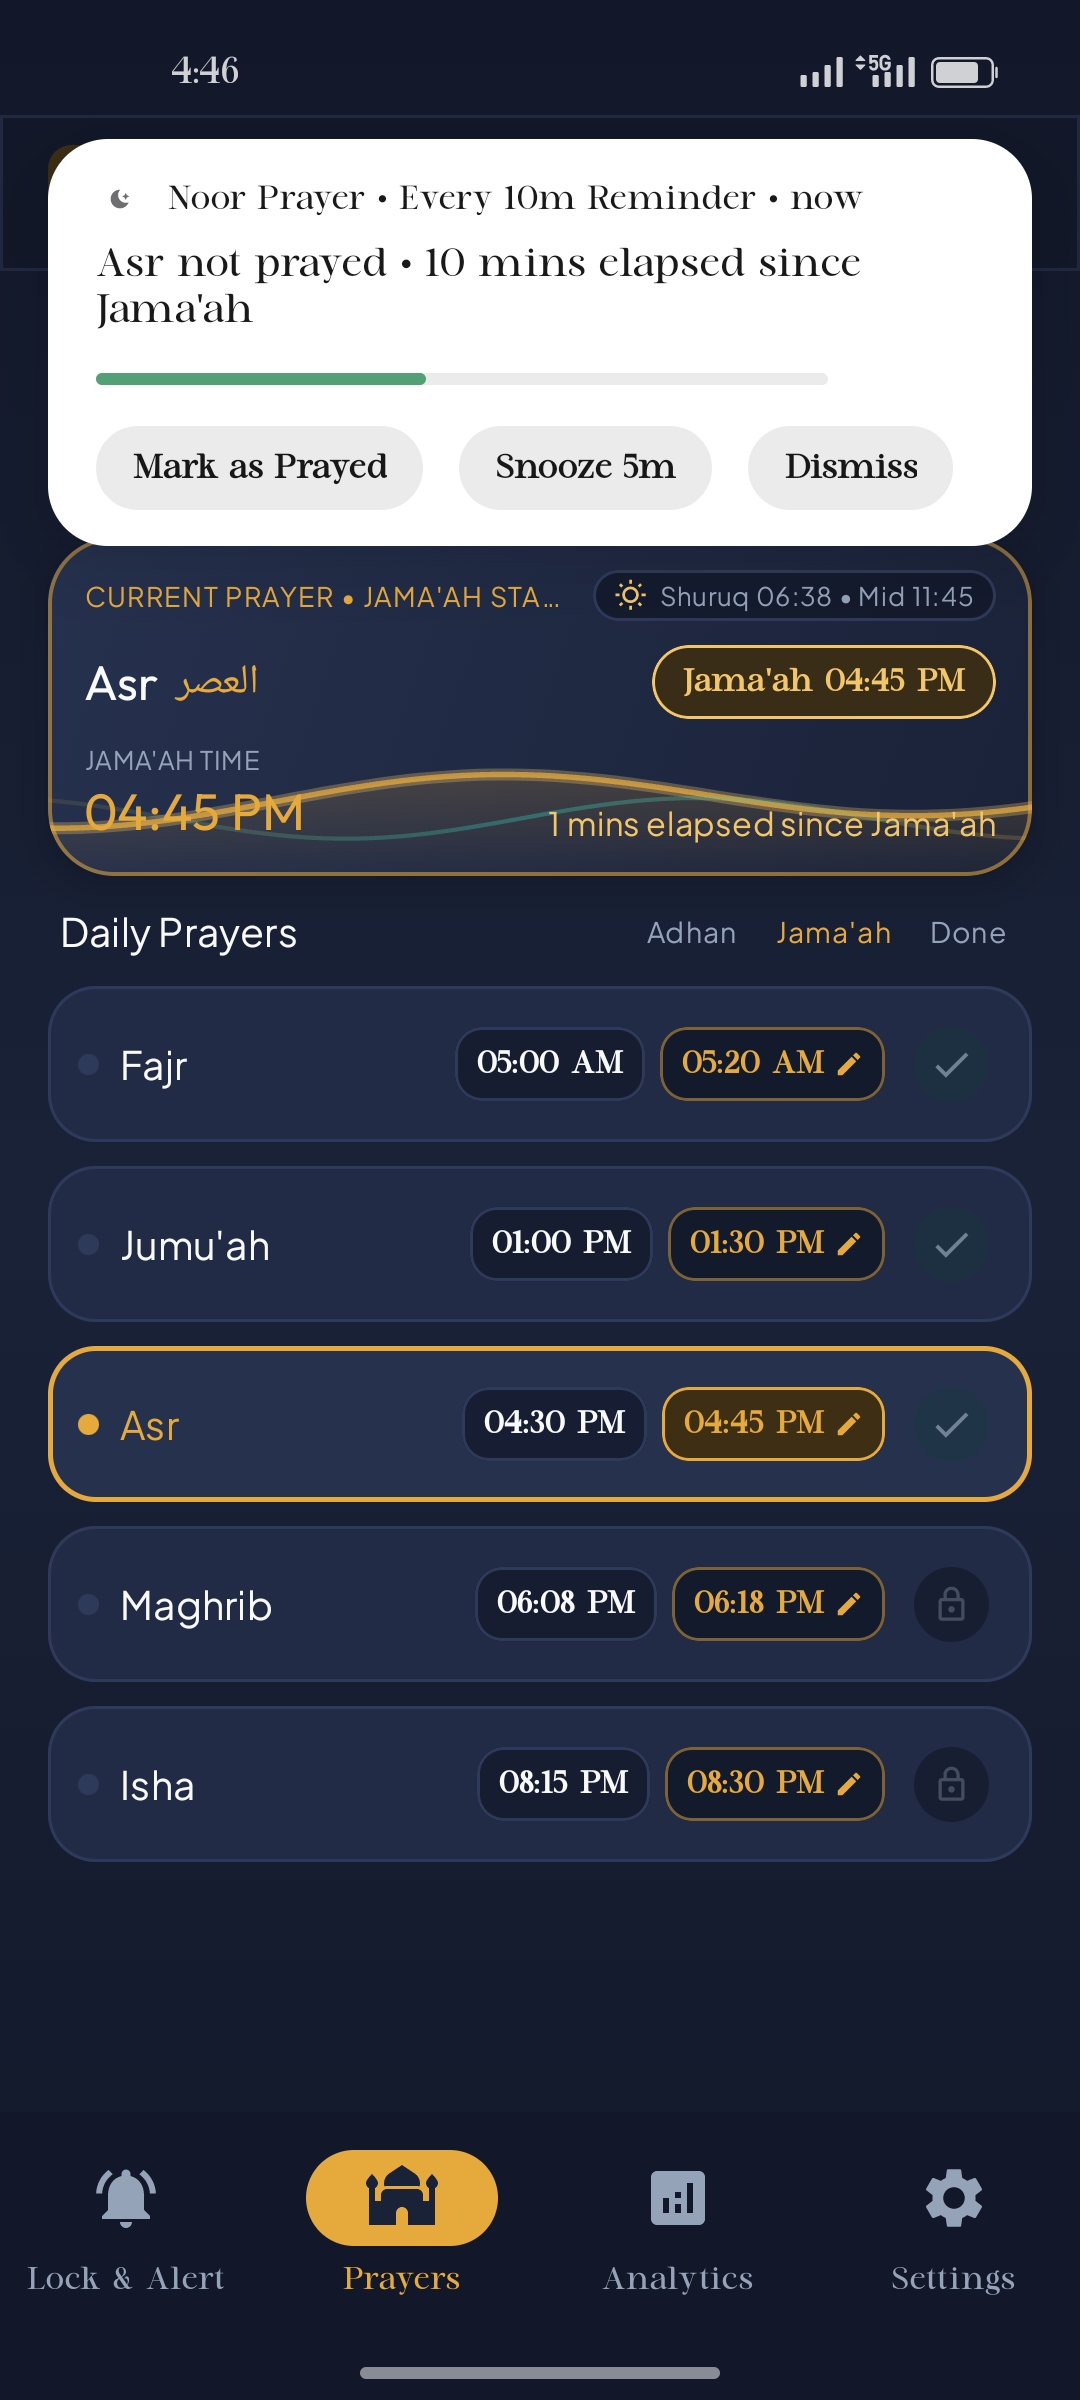 4:46
5G
Noor Prayer • Every 10m Reminder • now
Asr not prayed • 10 mins elapsed since
Jama'ah
Mark as Prayed
Snooze 5m
Dismiss
CURRENT PRAYER • JAMA'AH STA...
Shuruq 06:38 • Mid 11:45
Asr العصر
Jama'ah 04:45 PM
JAMA'AH TIME
04:45 PM
1 mins elapsed since Jama'ah
Daily Prayers
Adhan Jama'ah Done
Fajr 05:00 AM 05:20 AM
Jumu'ah 01:00 PM 01:30 PM
Asr 04:30 PM 04:45 PM
Maghrib 06:08 PM 06:18 PM
Isha 08:15 PM 08:30 PM
Lock & Alert
Prayers
Analytics
Settings